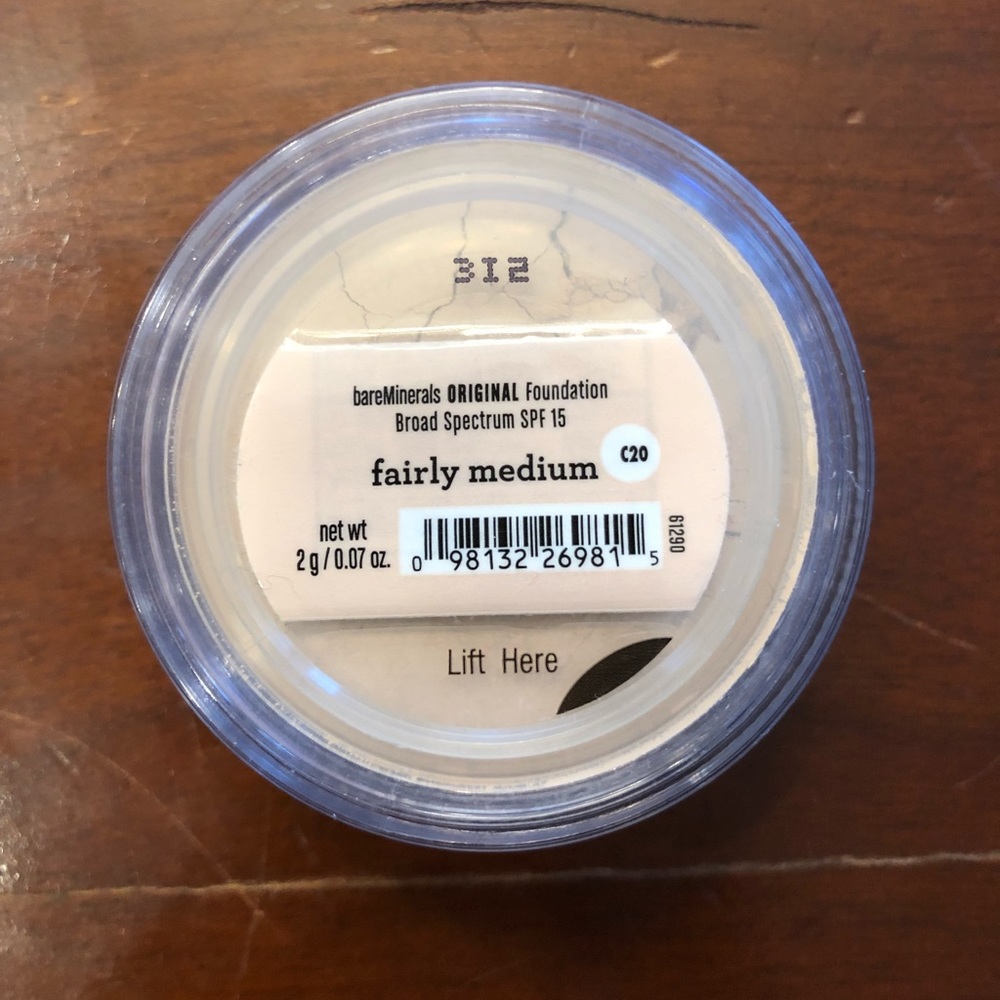 312
bareMinerals ORIGINAL Foundation
Broad Spectrum SPF 15
fairly medium
C20
net wt
2 g / 0.07 oz.
0 98132 26981 5
61290
Lift Here